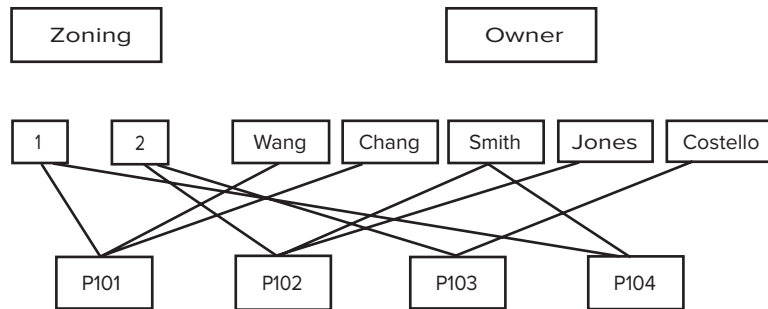 Zoning Owner
1 2 Wang Chang Smith Jones Costello
P101 P102 P103 P104